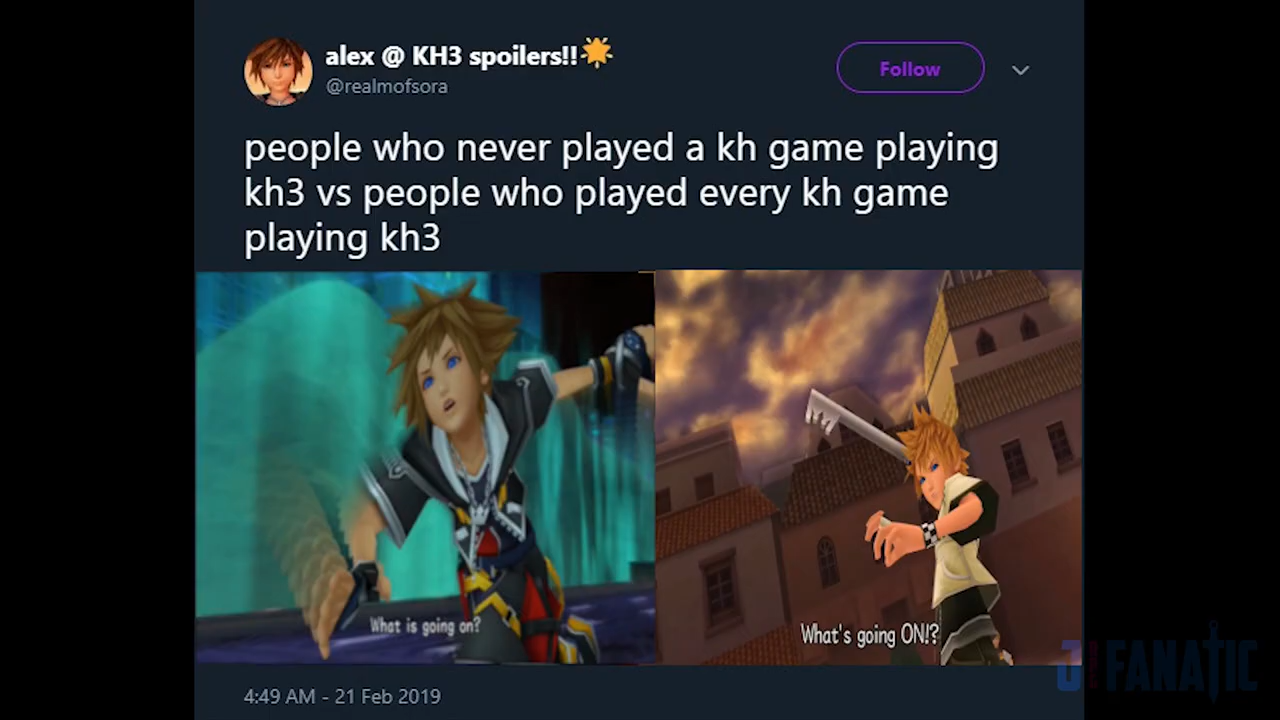 alex @ KH3 spoilers!!🌟
@realmofsora
Follow
people who never played a kh game playing
kh3 vs people who played every kh game
playing kh3
What is going on?
What's going ON!?
4:49 AM - 21 Feb 2019
FANATIC